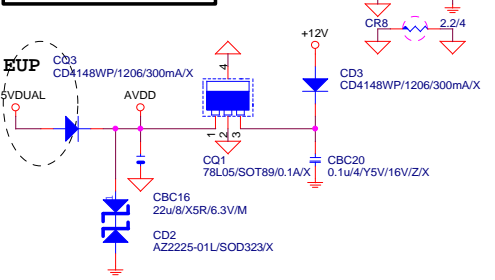 CR8 2.2/4
+12V
EUP
CQ3
CD4148WP/1206/300mA/X
5VDUAL
AVDD
4
CD3
CD4148WP/1206/300mA/X
1 2 3
CQ1
78L05/SOT89/0.1A/X
CBC20
0.1u/4/Y5V/16V/Z/X
1
CBC16
22u/8/X5R/6.3V/M
CD2
AZ2225-01L/SOD323/X